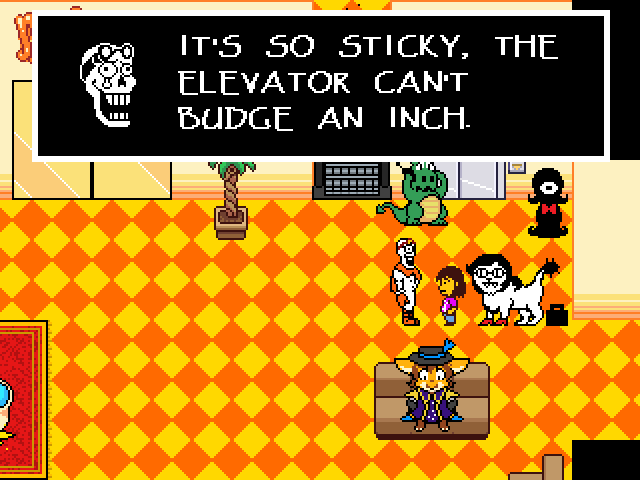 IT'S SO STICKY, THE
ELEVATOR CAN'T
BUDGE AN INCH.